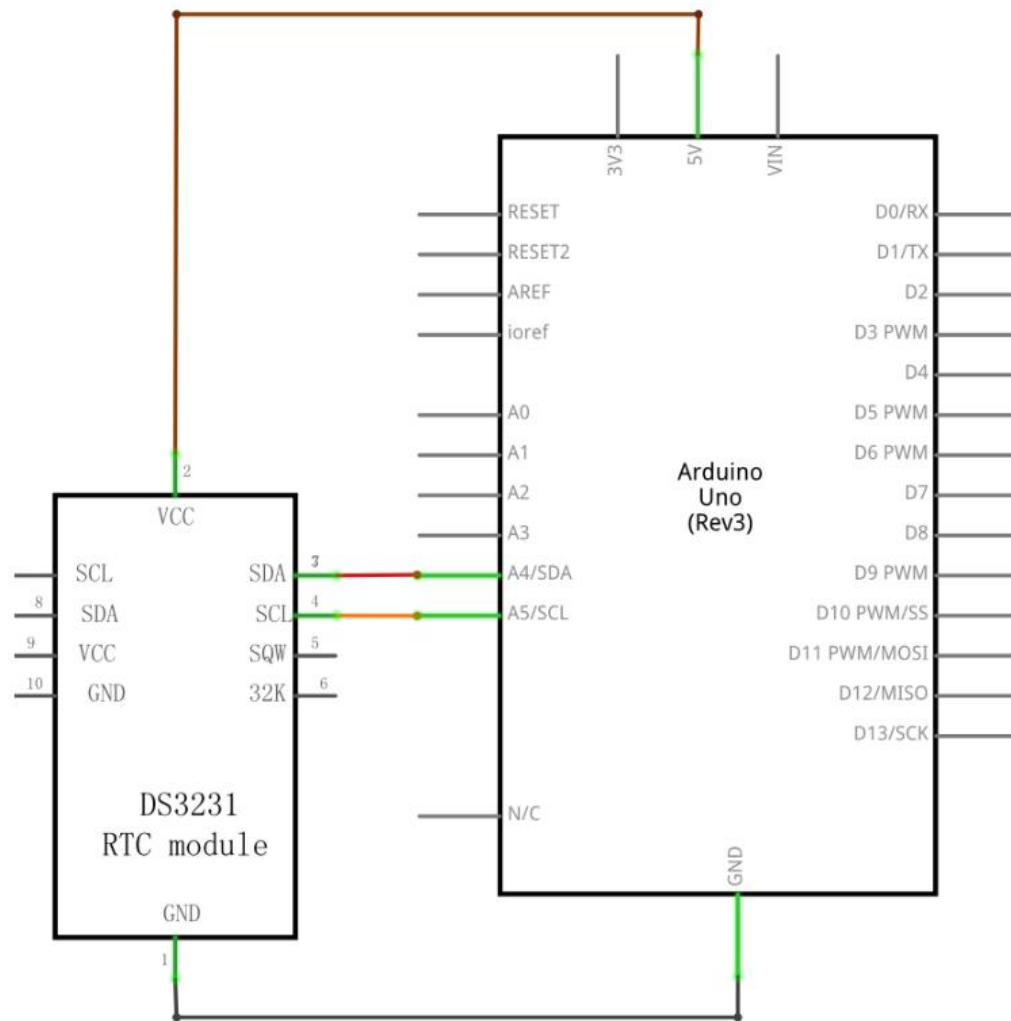 3V3
5V
VIN
RESET
D0/RX
RESET2
D1/TX
AREF
D2
ioref
D3 PWM
D4
A0
D5 PWM
A1
D6 PWM
2
Arduino
Uno
(Rev3)
A2
D7
VCC
A3
D8
SCL
SDA
A4/SDA
D9 PWM
8
SDA
SCL
4
A5/SCL
D10 PWM/SS
9
VCC
SQW
5
D11 PWM/MOSI
10
GND
32K
6
D12/MISO
D13/SCK
DS3231
RTC module
N/C
GND
GND
1